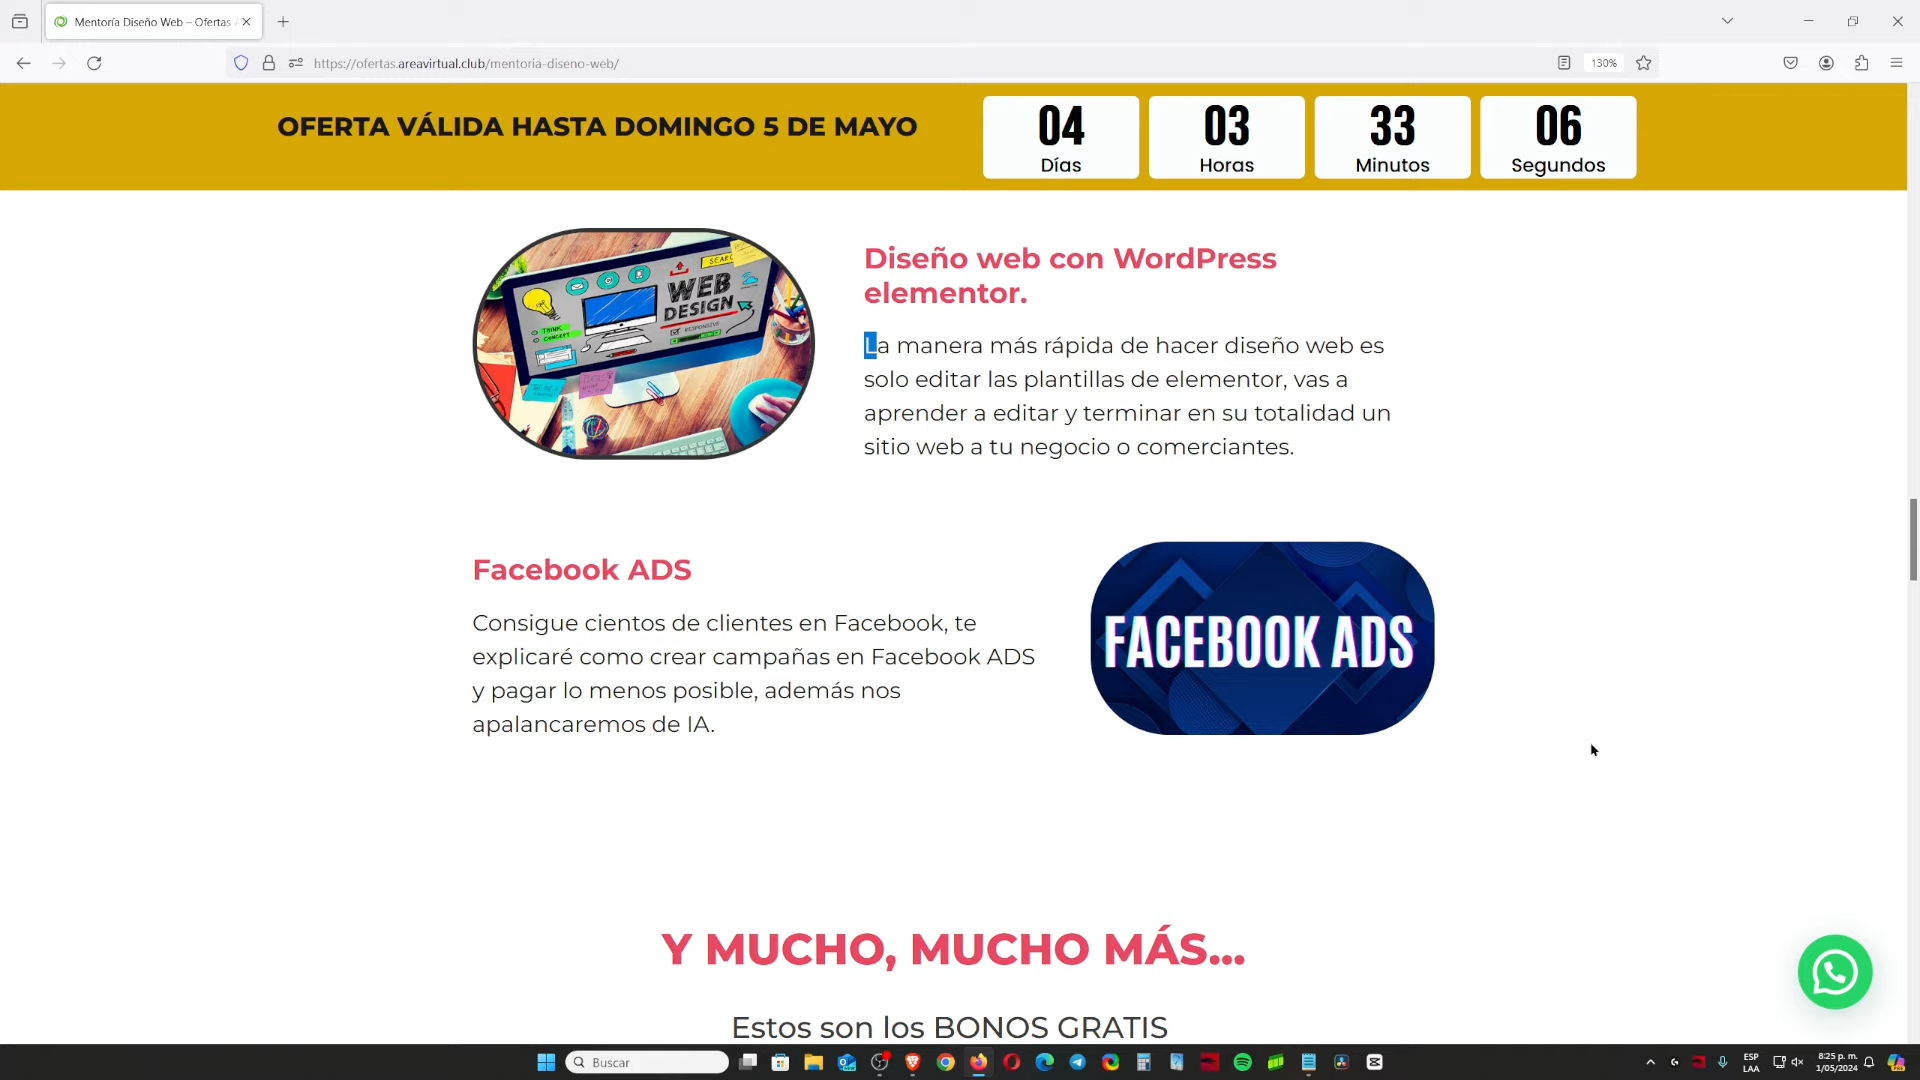 Mentoría Diseño Web – Ofertas
https://ofertas.areavirtual.club/mentoria-diseno-web/
130%
OFERTA VÁLIDA HASTA DOMINGO 5 DE MAYO
04 03 33 06
Días Horas Minutos Segundos
SEARC
WEB
DESIGN
RESPONSIVE
THINK
CONCEPT
Diseño web con WordPress
elementor.
La manera más rápida de hacer diseño web es
solo editar las plantillas de elementor, vas a
aprender a editar y terminar en su totalidad un
sitio web a tu negocio o comerciantes.
Facebook ADS
Consigue cientos de clientes en Facebook, te
explicaré como crear campañas en Facebook ADS
y pagar lo menos posible, además nos
apalancaremos de IA.
FACEBOOK ADS
Y MUCHO, MUCHO MÁS...
Estos son los BONOS GRATIS
Buscar
ESP
LAA
8:25 p. m.
1/05/2024